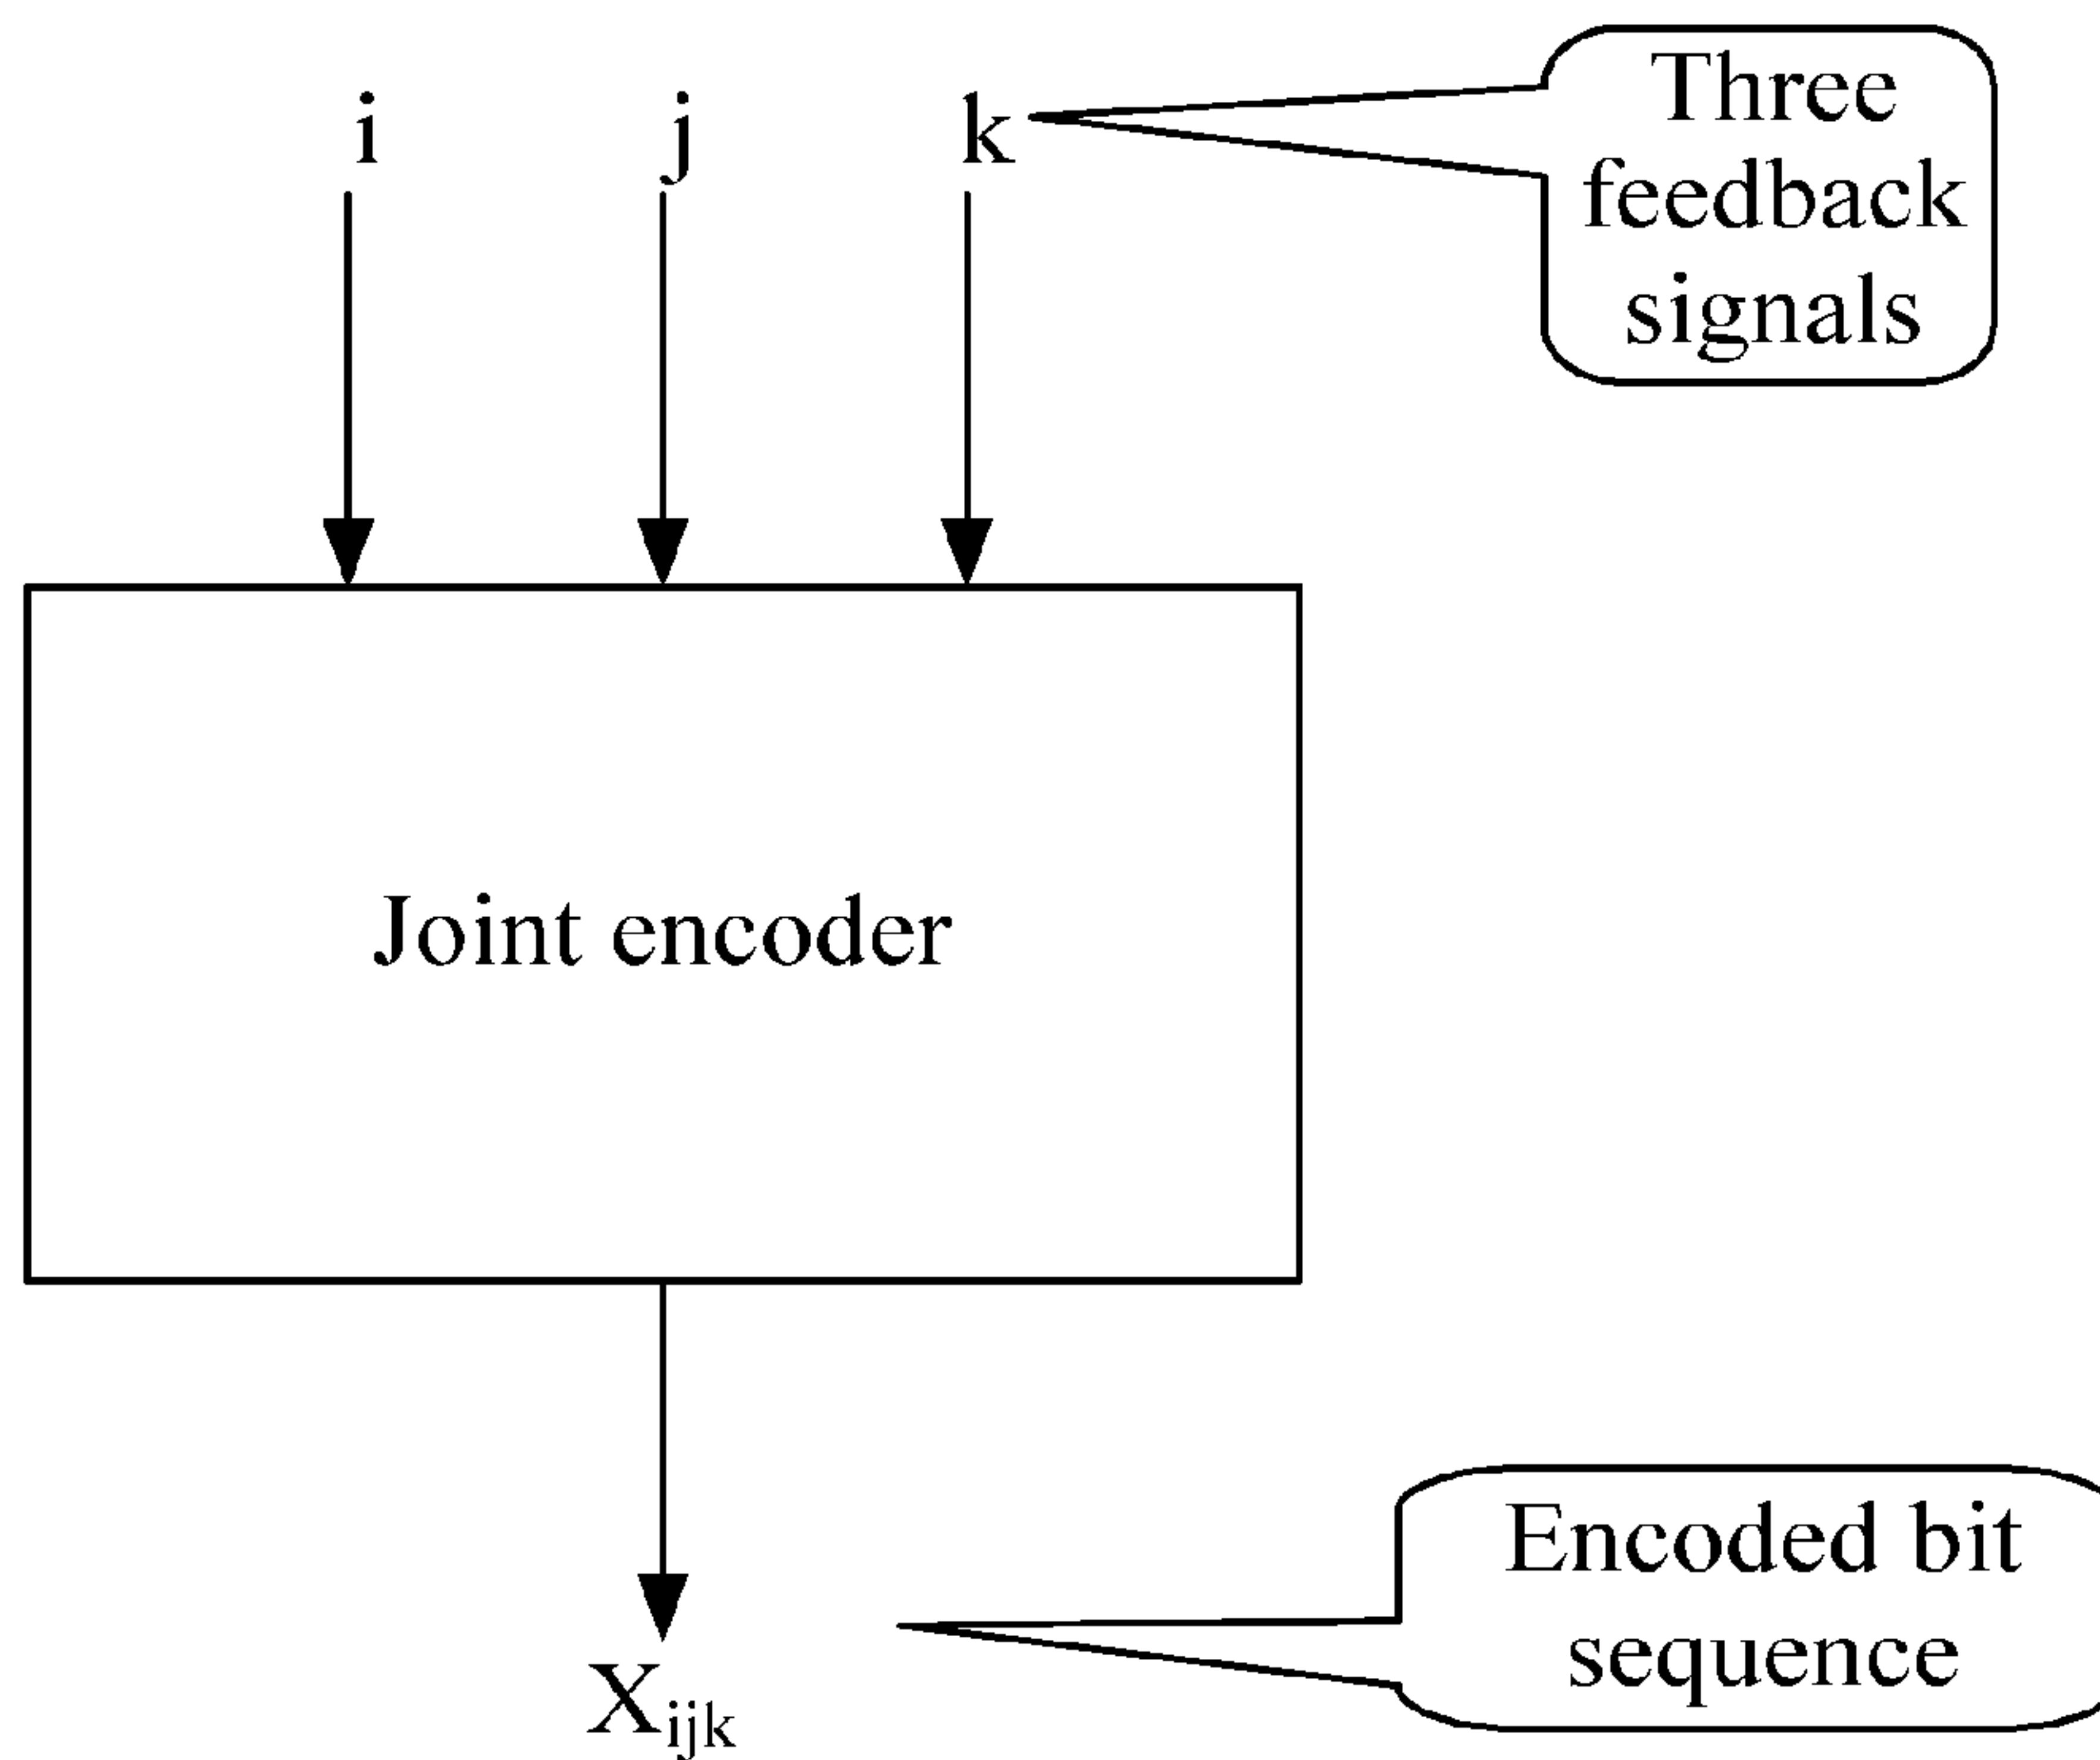 i j k
Three
feedback
signals
Joint encoder
Encoded bit
sequence
Xijk